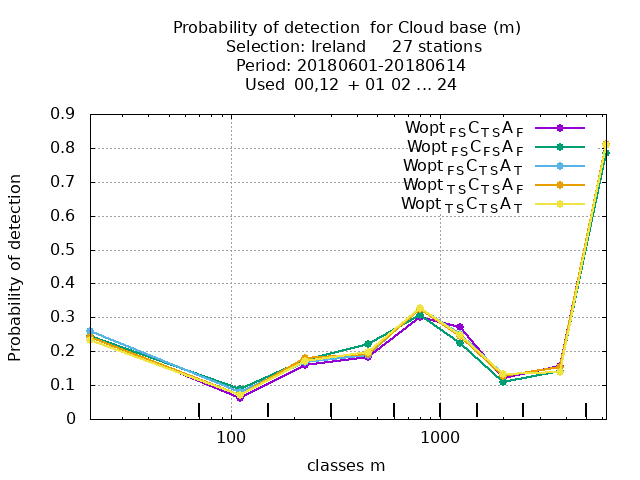 Probability of detection  for Cloud base (m)
Selection: Ireland     27 stations
Period: 20180601-20180614
Used  00,12  + 01 02 ... 24
Probability of detection
0.9
0.8
0.7
0.6
0.5
0.4
0.3
0.2
0.1
0
Wopt FS C TS A F
Wopt FS C FS A F
Wopt FS C TS A T
Wopt TS C TS A F
Wopt TS C TS A T
100
1000
classes m